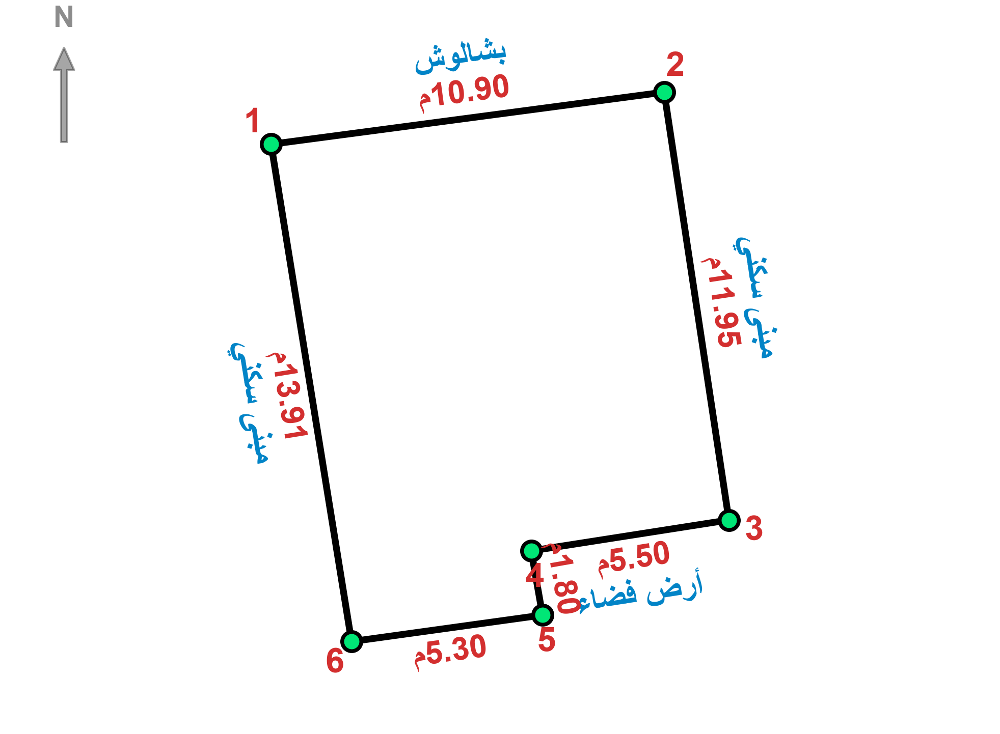 N
بشالوش
10.90م
1
2
مبنى سكني
11.95م
مبنى سكني
13.91م
3
4
1.80م
5.50م
أرض فضاء
5
5.30م
6